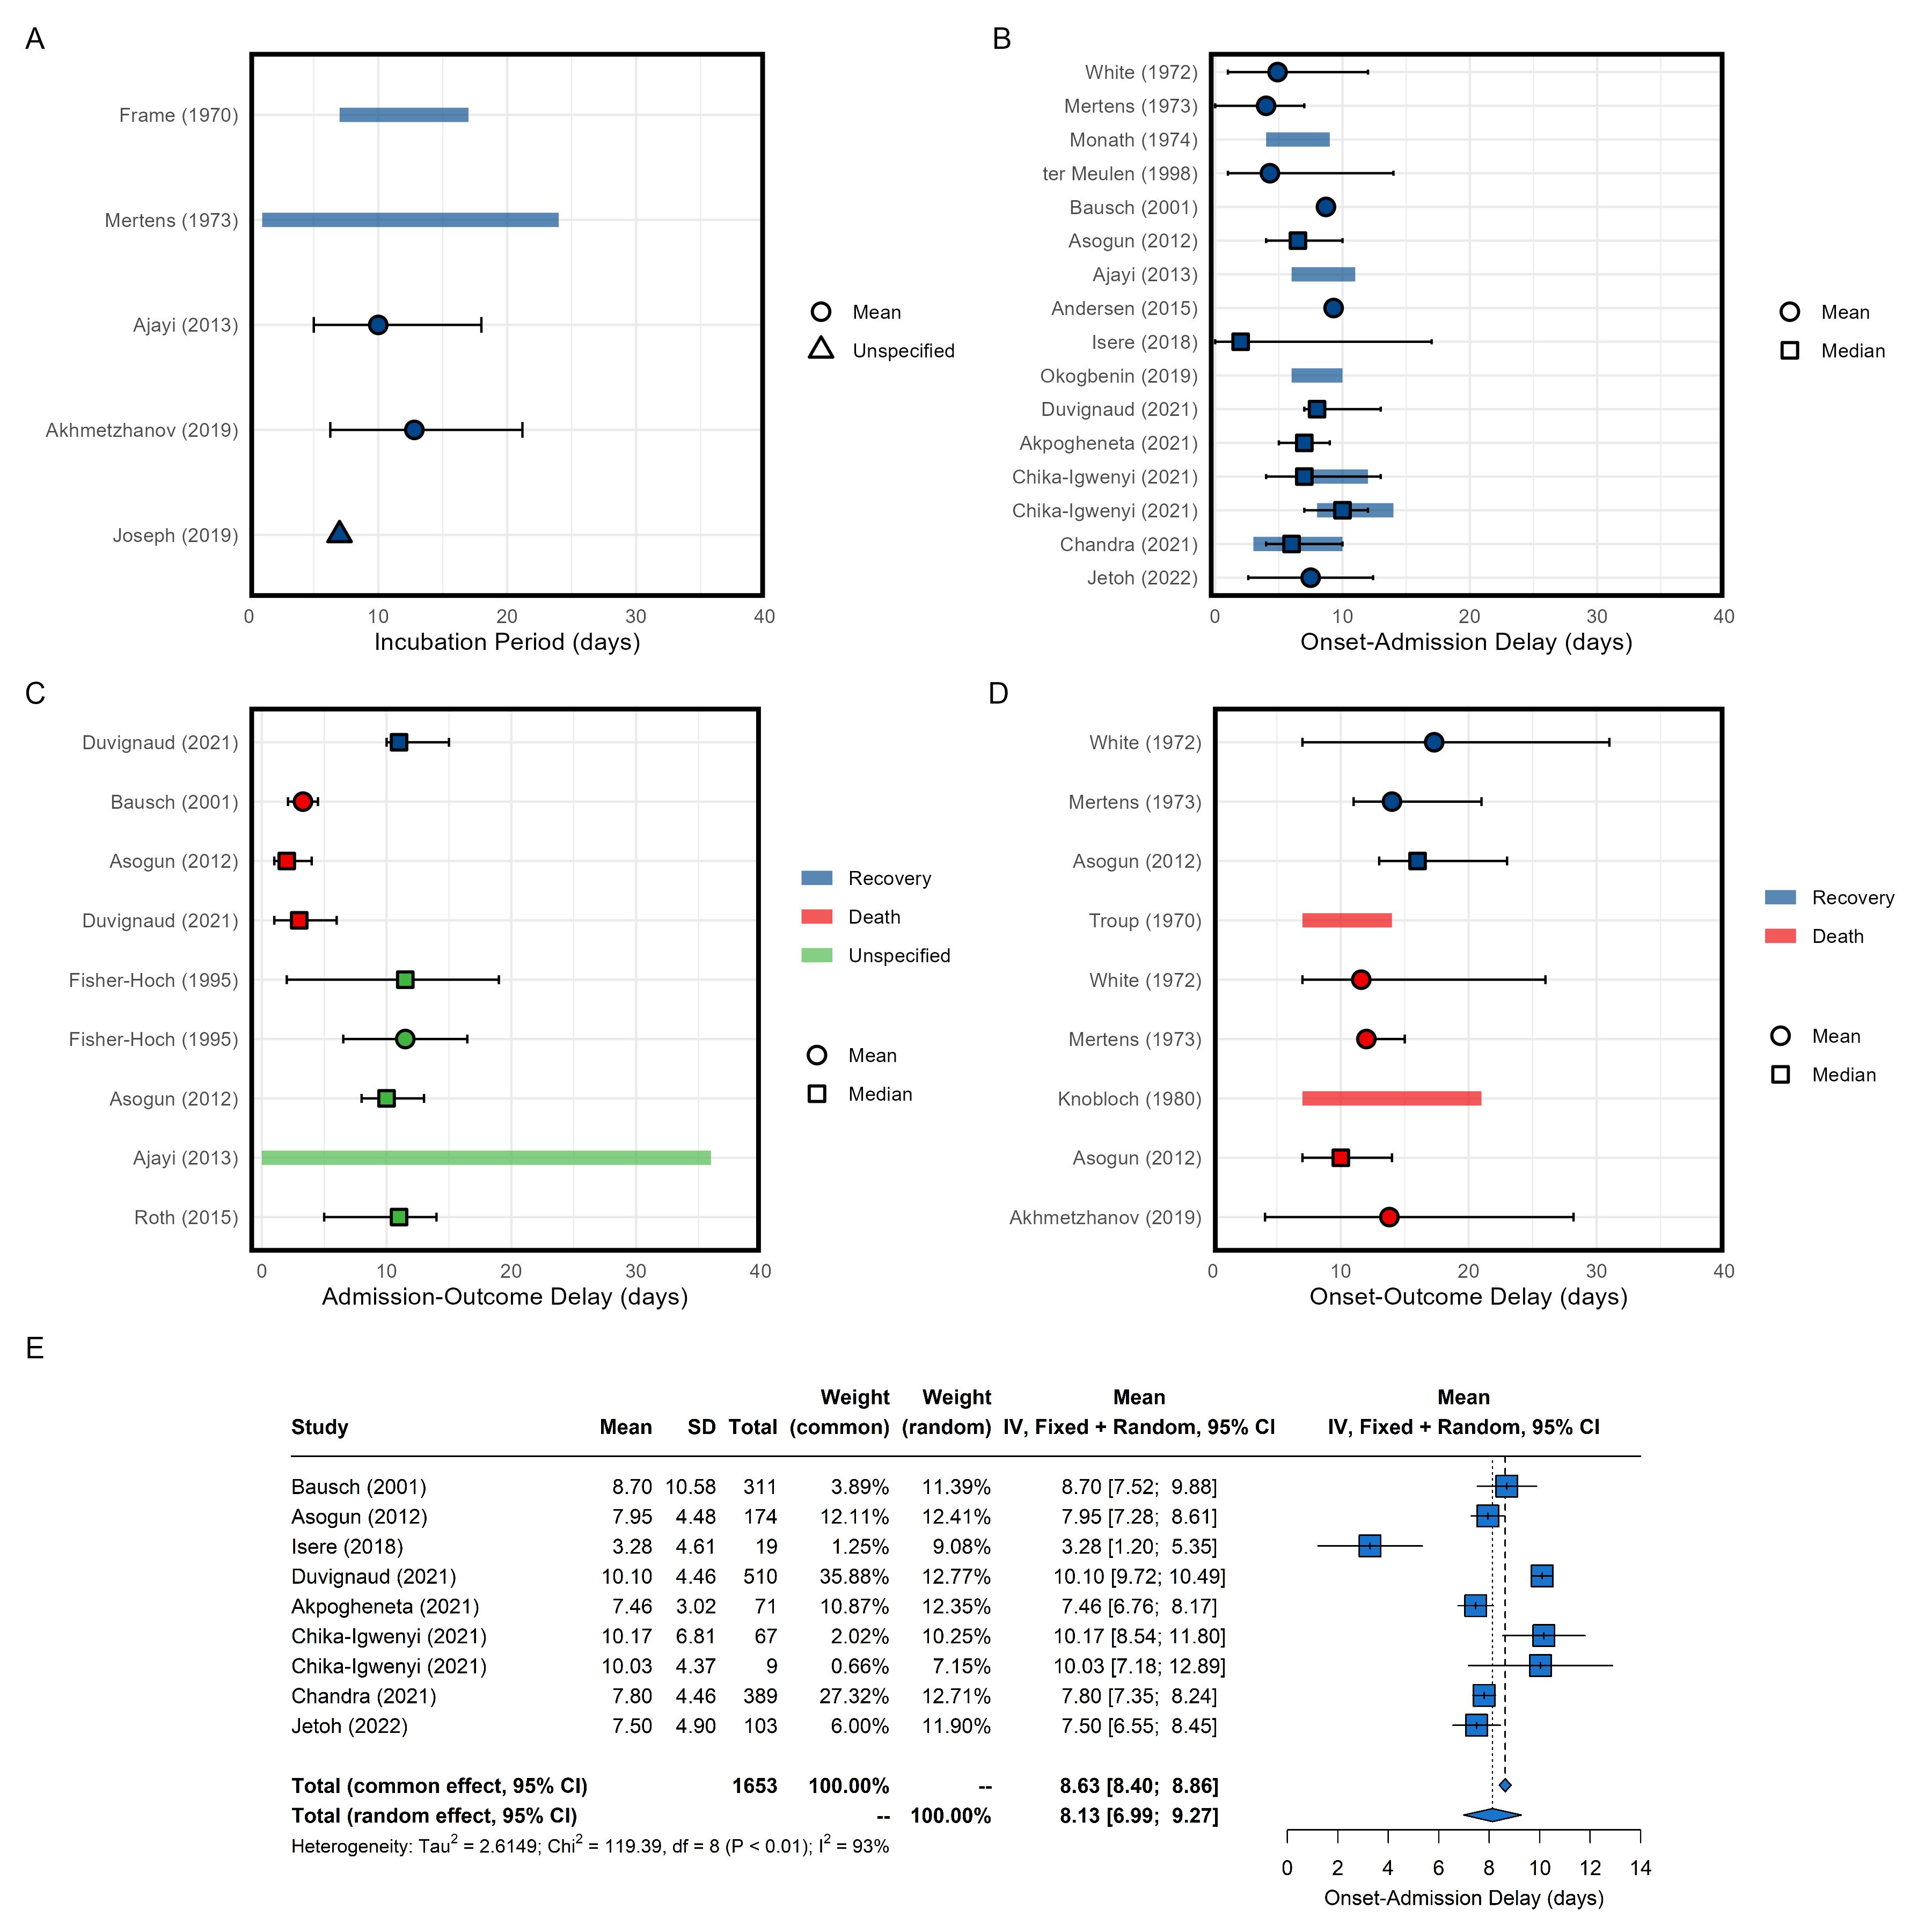 A
Frame (1970)
Mertens (1973)
Ajayi (2013)
Akhmetzhanov (2019)
Joseph (2019)
0 10 20 30 40
Incubation Period (days)
Mean
Unspecified
B
White (1972)
Mertens (1973)
Monath (1974)
ter Meulen (1998)
Bausch (2001)
Asogun (2012)
Ajayi (2013)
Andersen (2015)
Isere (2018)
Okogbenin (2019)
Duvignaud (2021)
Akpogheneta (2021)
Chika-Igwenyi (2021)
Chika-Igwenyi (2021)
Chandra (2021)
Jetoh (2022)
0 10 20 30 40
Onset-Admission Delay (days)
Mean
Median
C
Duvignaud (2021)
Bausch (2001)
Asogun (2012)
Duvignaud (2021)
Fisher-Hoch (1995)
Fisher-Hoch (1995)
Asogun (2012)
Ajayi (2013)
Roth (2015)
0 10 20 30 40
Admission-Outcome Delay (days)
Recovery
Death
Unspecified
Mean
Median
D
White (1972)
Mertens (1973)
Asogun (2012)
Troup (1970)
White (1972)
Mertens (1973)
Knobloch (1980)
Asogun (2012)
Akhmetzhanov (2019)
0 10 20 30 40
Onset-Outcome Delay (days)
Recovery
Death
Mean
Median
E
Weight Weight Mean Mean
Study Mean SD Total (common) (random) IV, Fixed + Random, 95% CI IV, Fixed + Random, 95% CI
Bausch (2001) 8.70 10.58 311 3.89% 11.39% 8.70 [7.52; 9.88]
Asogun (2012) 7.95 4.48 174 12.11% 12.41% 7.95 [7.28; 8.61]
Isere (2018) 3.28 4.61 19 1.25% 9.08% 3.28 [1.20; 5.35]
Duvignaud (2021) 10.10 4.46 510 35.88% 12.77% 10.10 [9.72; 10.49]
Akpogheneta (2021) 7.46 3.02 71 10.87% 12.35% 7.46 [6.76; 8.17]
Chika-Igwenyi (2021) 10.17 6.81 67 2.02% 10.25% 10.17 [8.54; 11.80]
Chika-Igwenyi (2021) 10.03 4.37 9 0.66% 7.15% 10.03 [7.18; 12.89]
Chandra (2021) 7.80 4.46 389 27.32% 12.71% 7.80 [7.35; 8.24]
Jetoh (2022) 7.50 4.90 103 6.00% 11.90% 7.50 [6.55; 8.45]
Total (common effect, 95% CI) 1653 100.00% -- 8.63 [8.40; 8.86]
Total (random effect, 95% CI) -- 100.00% 8.13 [6.99; 9.27]
Heterogeneity: Tau² = 2.6149; Chi² = 119.39, df = 8 (P < 0.01); I² = 93%
0 2 4 6 8 10 12 14
Onset-Admission Delay (days)